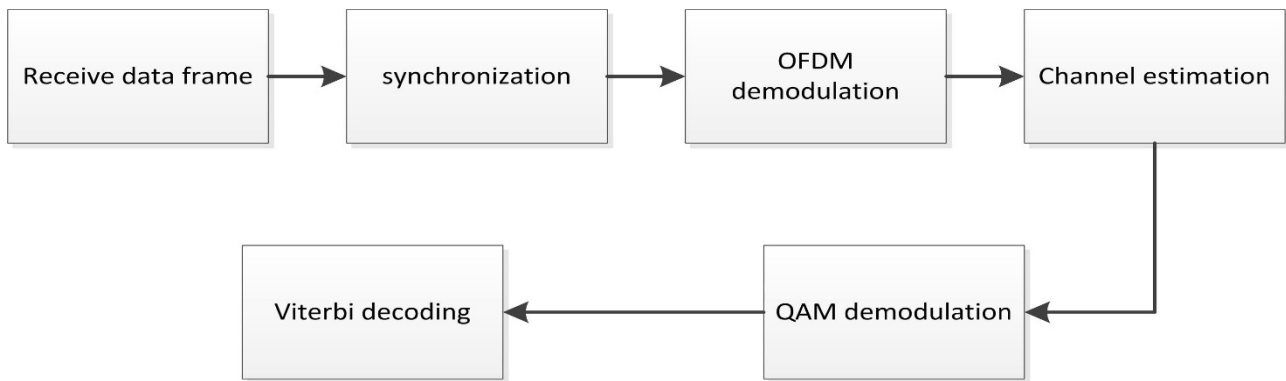 Receive data frame
synchronization
OFDM
demodulation
Channel estimation
Viterbi decoding
QAM demodulation